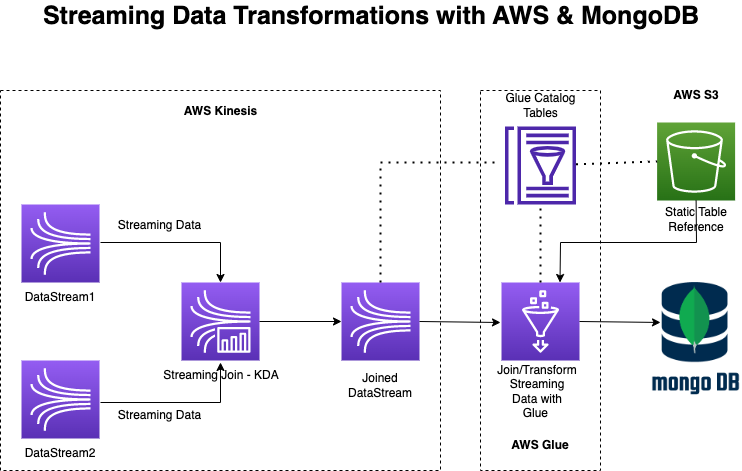 Streaming Data Transformations with AWS & MongoDB
AWS Kinesis
Glue Catalog
Tables
AWS S3
Streaming Data
Static Table
Reference
DataStream1
Streaming Join - KDA
Joined
DataStream
Join/Transform
Streaming
Data with
Glue
mongo DB
Streaming Data
DataStream2
AWS Glue